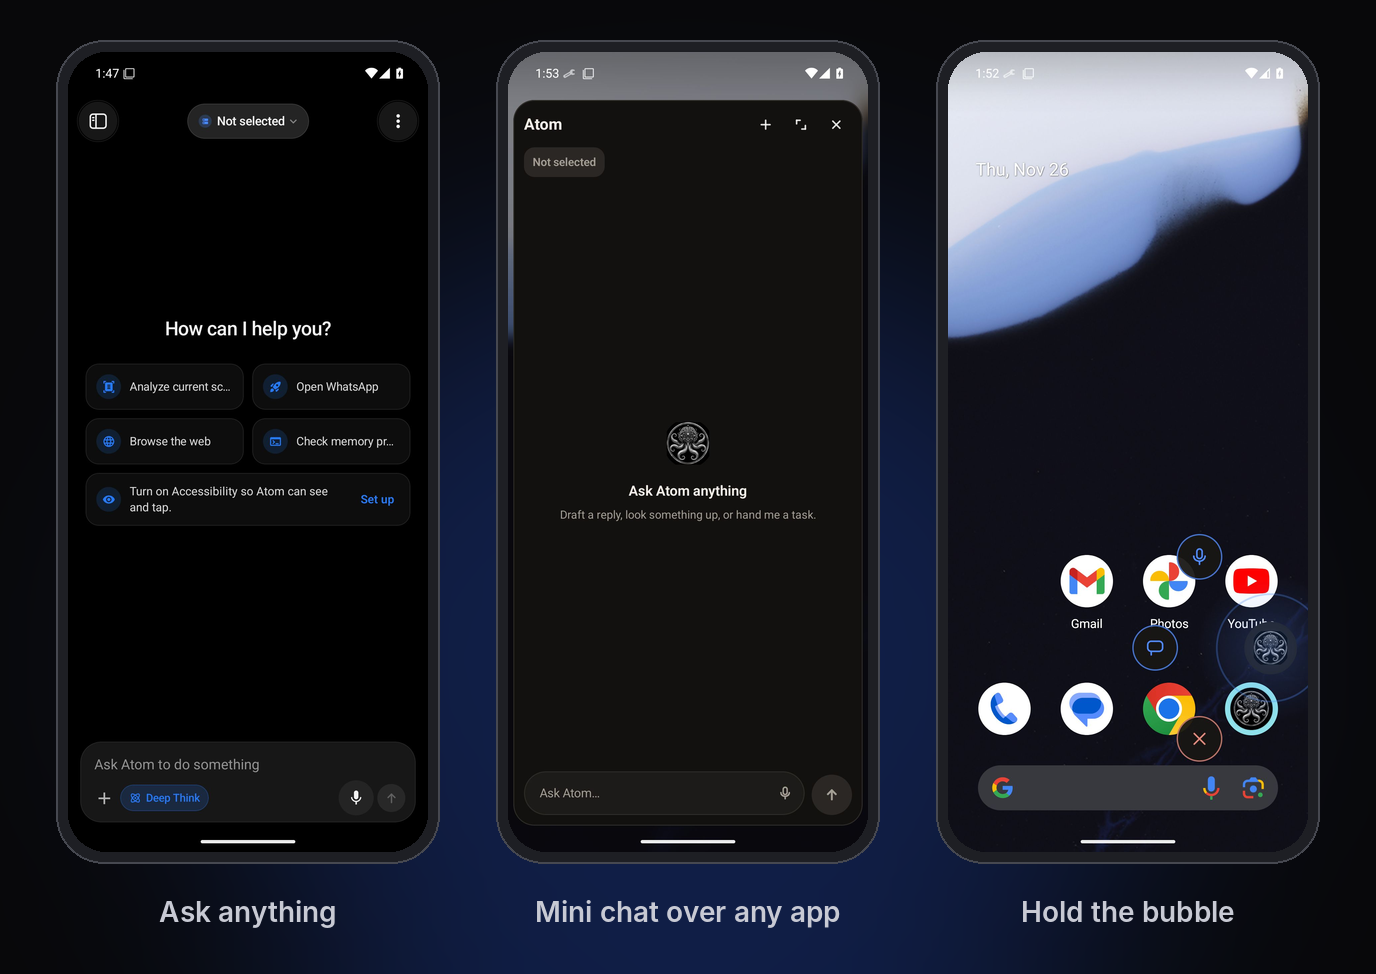 1:47
Not selected
How can I help you?
Analyze current sc...
Open WhatsApp
Browse the web
Check memory pr...
Turn on Accessibility so Atom can see
and tap.
Set up
Ask Atom to do something
Deep Think
Ask anything
1:53
Atom
Not selected
Ask Atom anything
Draft a reply, look something up, or hand me a task.
Ask Atom...
Mini chat over any app
1:52
Thu, Nov 26
Gmail
Photos
YouTube
Hold the bubble